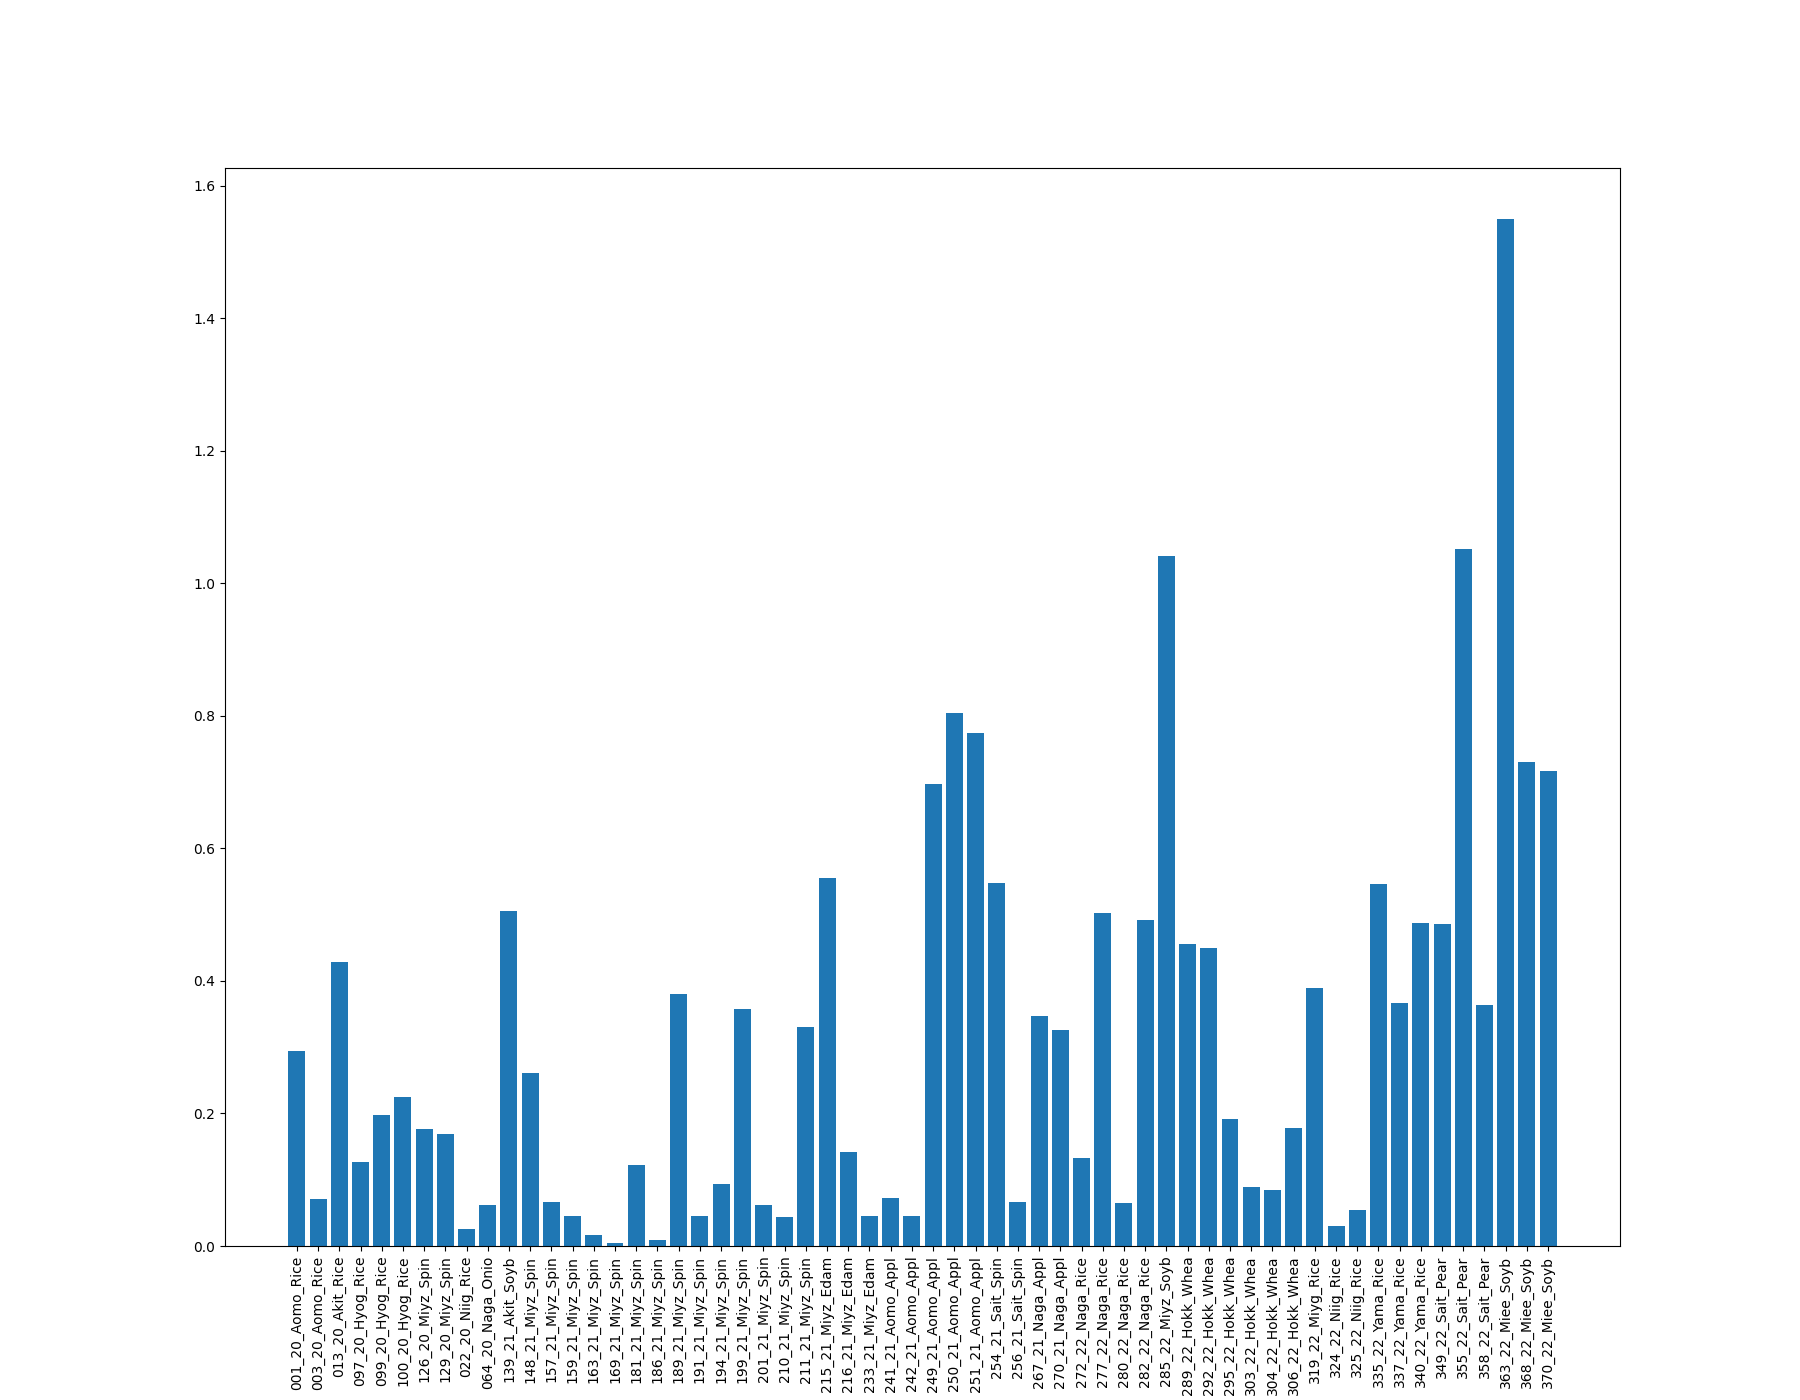 1.6
1.4
1.2
1.0
0.8
0.6
0.4
0.2
0.0
001_20_Aomo_Rice
003_20_Aomo_Rice
013_20_Akit_Rice
097_20_Hyog_Rice
099_20_Hyog_Rice
100_20_Hyog_Rice
126_20_Miyz_Spin
129_20_Miyz_Spin
022_20_Niig_Rice
064_20_Naga_Onio
139_21_Akit_Soyb
148_21_Miyz_Spin
157_21_Miyz_Spin
159_21_Miyz_Spin
163_21_Miyz_Spin
169_21_Miyz_Spin
181_21_Miyz_Spin
186_21_Miyz_Spin
189_21_Miyz_Spin
191_21_Miyz_Spin
194_21_Miyz_Spin
199_21_Miyz_Spin
201_21_Miyz_Spin
210_21_Miyz_Spin
211_21_Miyz_Spin
215_21_Miyz_Edam
216_21_Miyz_Edam
233_21_Miyz_Edam
241_21_Aomo_Appl
242_21_Aomo_Appl
249_21_Aomo_Appl
250_21_Aomo_Appl
251_21_Aomo_Appl
254_21_Sait_Spin
256_21_Sait_Spin
267_21_Naga_Appl
270_21_Naga_Appl
272_22_Naga_Rice
277_22_Naga_Rice
280_22_Naga_Rice
282_22_Naga_Rice
285_22_Miyz_Soyb
289_22_Hokk_Whea
292_22_Hokk_Whea
295_22_Hokk_Whea
303_22_Hokk_Whea
304_22_Hokk_Whea
306_22_Hokk_Whea
319_22_Miyg_Rice
324_22_Niig_Rice
325_22_Niig_Rice
335_22_Yama_Rice
337_22_Yama_Rice
340_22_Yama_Rice
349_22_Sait_Pear
355_22_Sait_Pear
358_22_Sait_Pear
363_22_Miee_Soyb
368_22_Miee_Soyb
370_22_Miee_Soyb